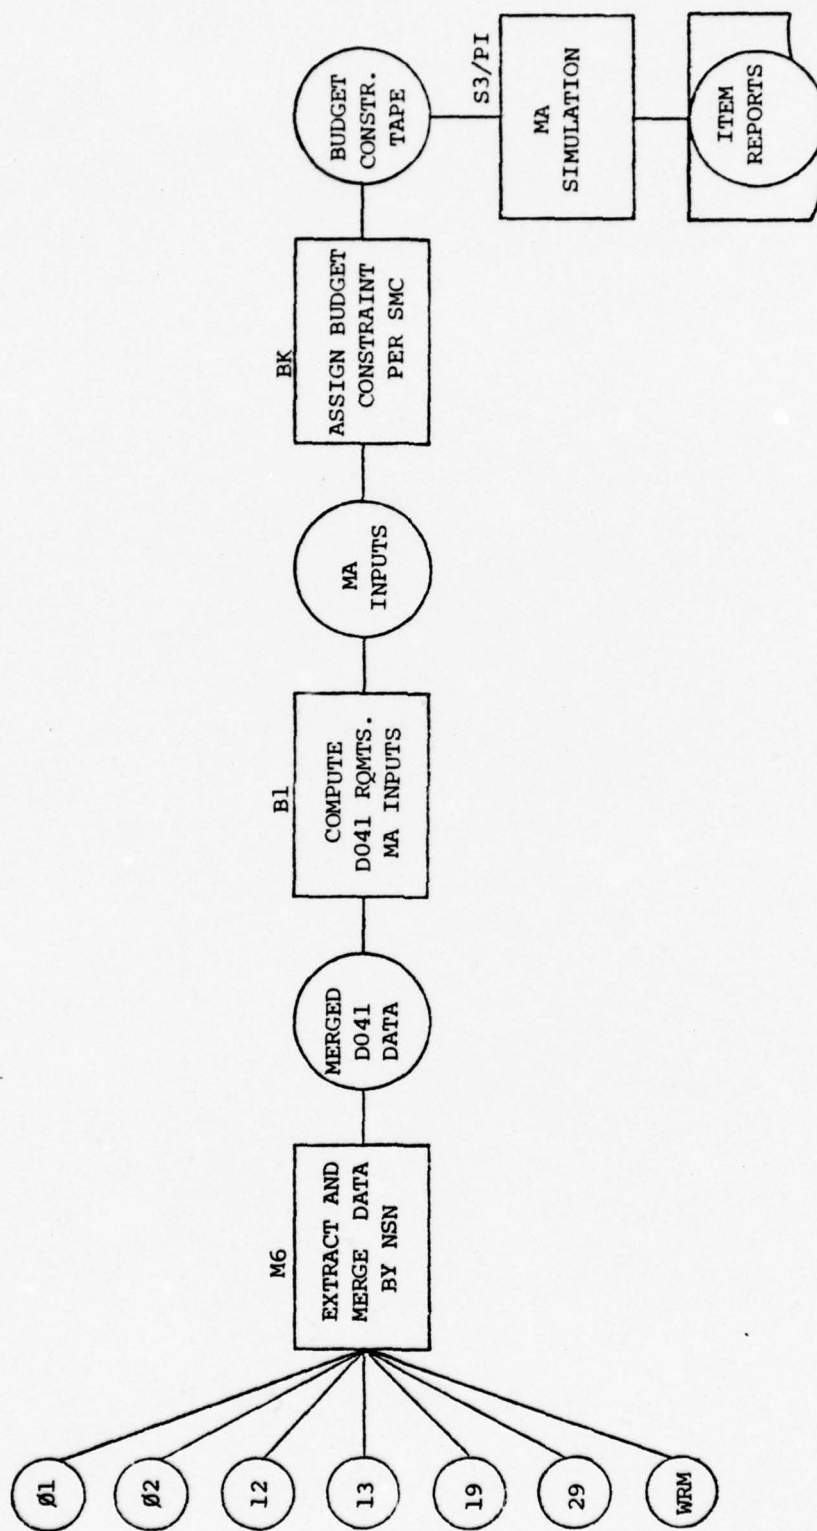 Ø1
Ø2
12
13
19
29
WRM
M6
EXTRACT AND
MERGE DATA
BY NSN
MERGED
D041
DATA
B1
COMPUTE
D041 RQMTS.
MA INPUTS
MA
INPUTS
BK
ASSIGN BUDGET
CONSTRAINT
PER SMC
BUDGET
CONSTR.
TAPE
S3/PI
MA
SIMULATION
ITEM
REPORTS